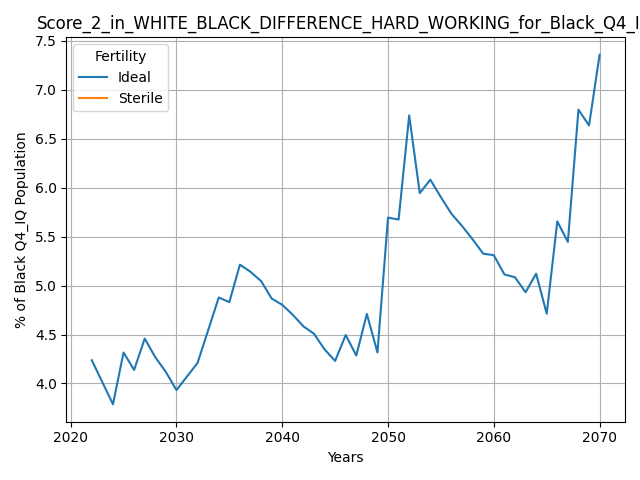 Score_2_in_WHITE_BLACK_DIFFERENCE_HARD_WORKING_for_Black_Q4_I
Fertility
Ideal
Sterile
% of Black Q4_IQ Population
7.5
7.0
6.5
6.0
5.5
5.0
4.5
4.0
2020 2030 2040 2050 2060 2070
Years